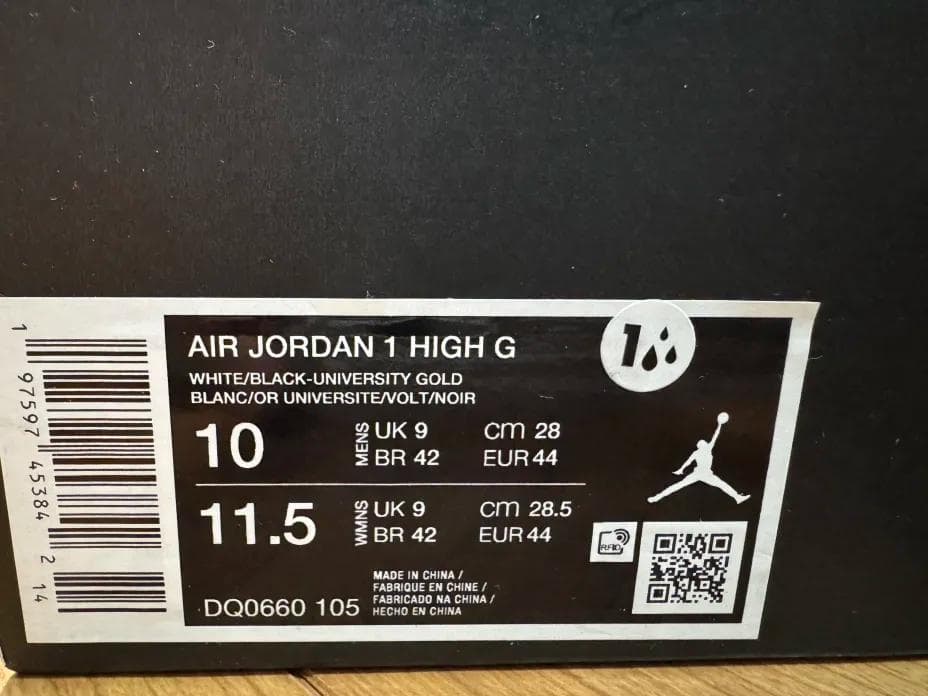 AIR JORDAN 1 HIGH G
WHITE/BLACK-UNIVERSITY GOLD
BLANC/OR UNIVERSITE/VOLT/NOIR
10 MENS UK 9 cm 28
BR 42 EUR 44
11.5 WMNS UK 9 cm 28.5
BR 42 EUR 44
DQ0660 105
MADE IN CHINA /
FABRIQUE EN CHINE /
FABRICADO NA CHINA /
HECHO EN CHINA
1
RFID
1 97597 45384 2 14